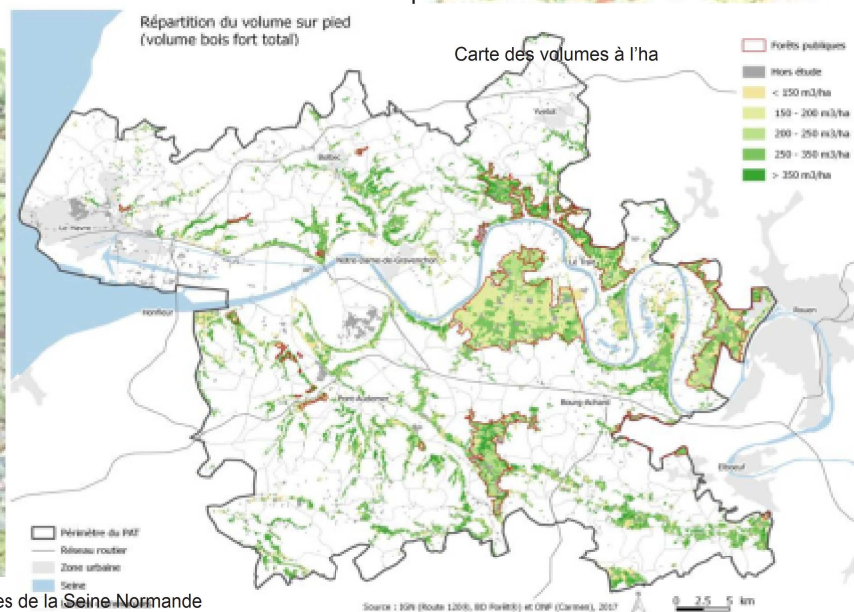 Répartition du volume sur pied
(volume bois fort total)
Carte des volumes à l'ha
Forêts publiques
Hors étude
< 150 m3/ha
150 - 200 m3/ha
200 - 250 m3/ha
250 - 350 m3/ha
> 350 m3/ha
Yvetot
Bolbec
Le Havre
Notre-Dame-de-Gravenchon
Le Trait
Rouen
Honfleur
Pont-Audemer
Bourg-Achard
Elboeuf
Périmètre du PAT
Réseau routier
Zone urbaine
Seine
es de la Seine Normande
Source : IGN (Route 120®, BD Forêt®) et ONF (Carmen), 2017
0 2.5 5 km